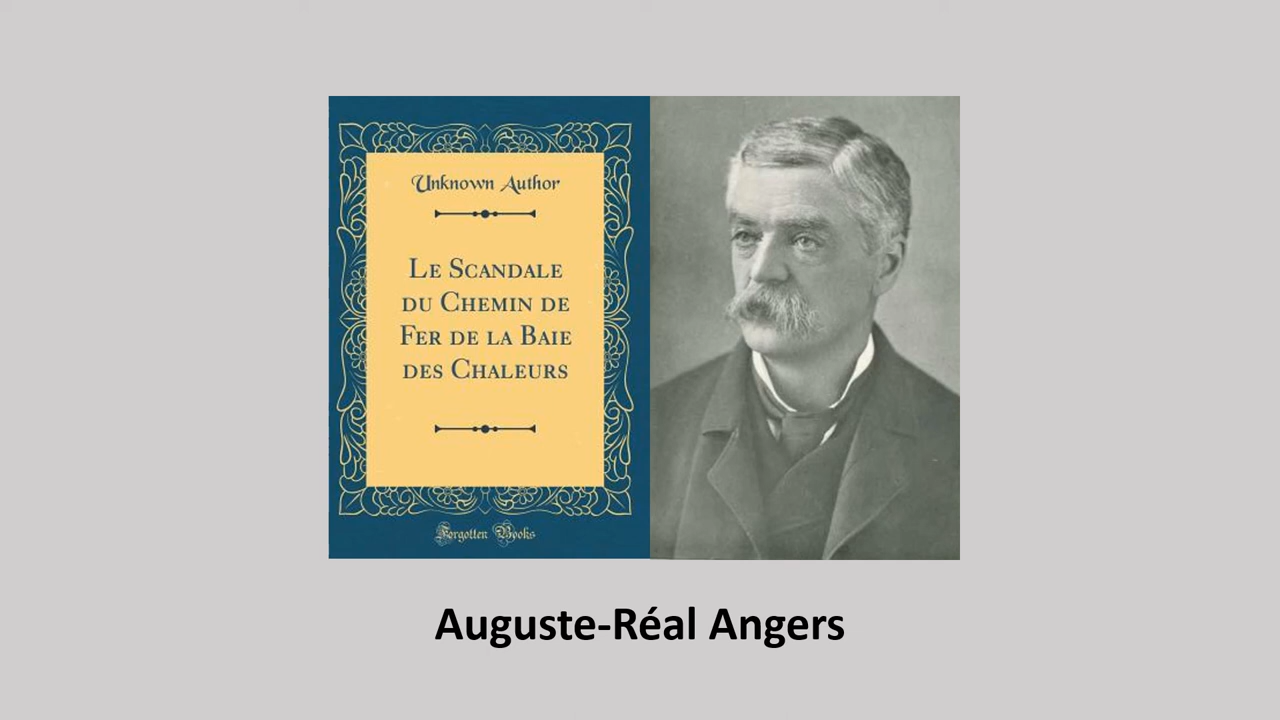 Unknown Author
Le Scandale
du Chemin de
Fer de la Baie
des Chaleurs
Forgotten Books
Auguste-Réal Angers